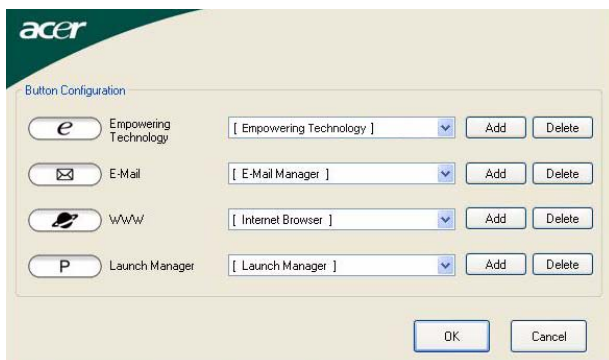 acer
Button Configuration
e Empowering Technology [ Empowering Technology ] Add Delete
E-Mail [ E-Mail Manager ] Add Delete
WWW [ Internet Browser ] Add Delete
P Launch Manager [ Launch Manager ] Add Delete
OK Cancel